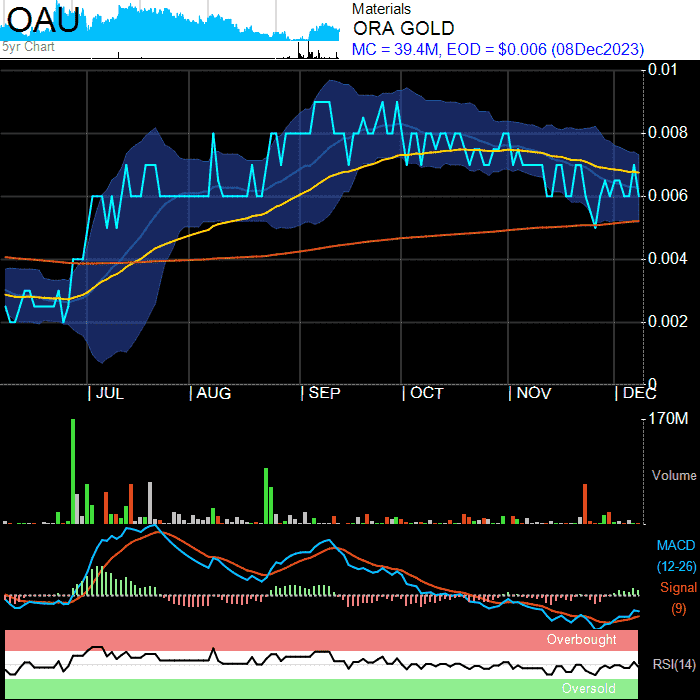 OAU
Materials
ORA GOLD
5yr Chart
MC = 39.4M, EOD = $0.006 (08Dec2023)
0.01
0.008
0.006
0.004
0.002
0
JUL AUG SEP OCT NOV DEC
170M
Volume
MACD
(12-26)
Signal
(9)
Overbought
RSI(14)
Oversold